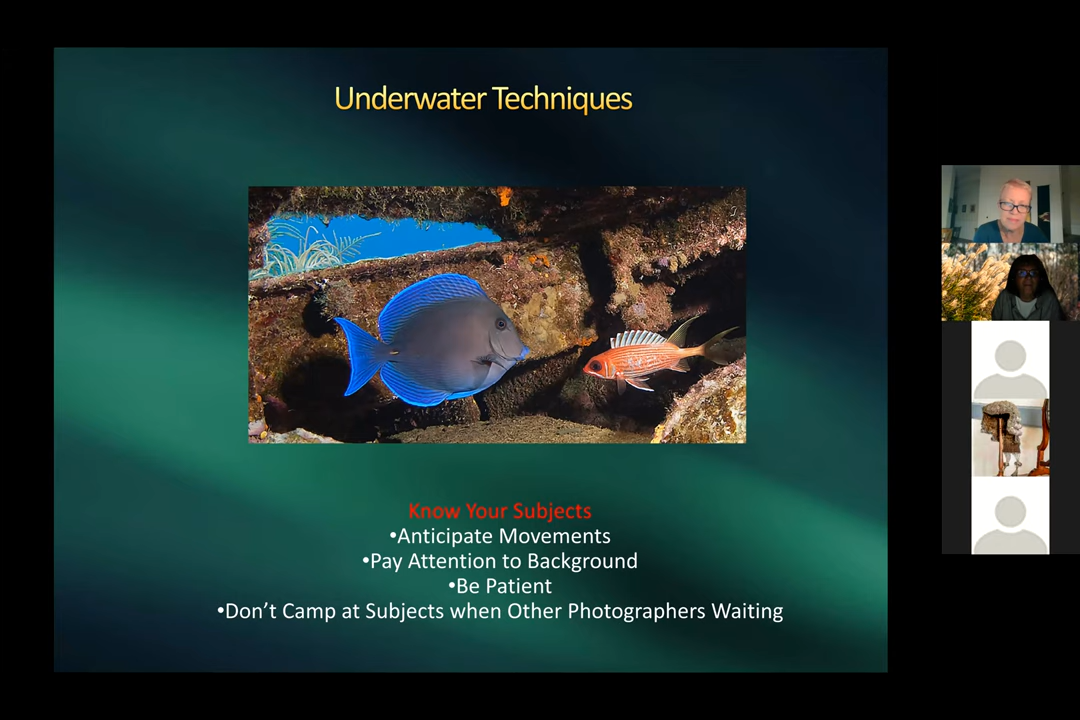 Underwater Techniques
Know Your Subjects
•Anticipate Movements
•Pay Attention to Background
•Be Patient
•Don’t Camp at Subjects when Other Photographers Waiting